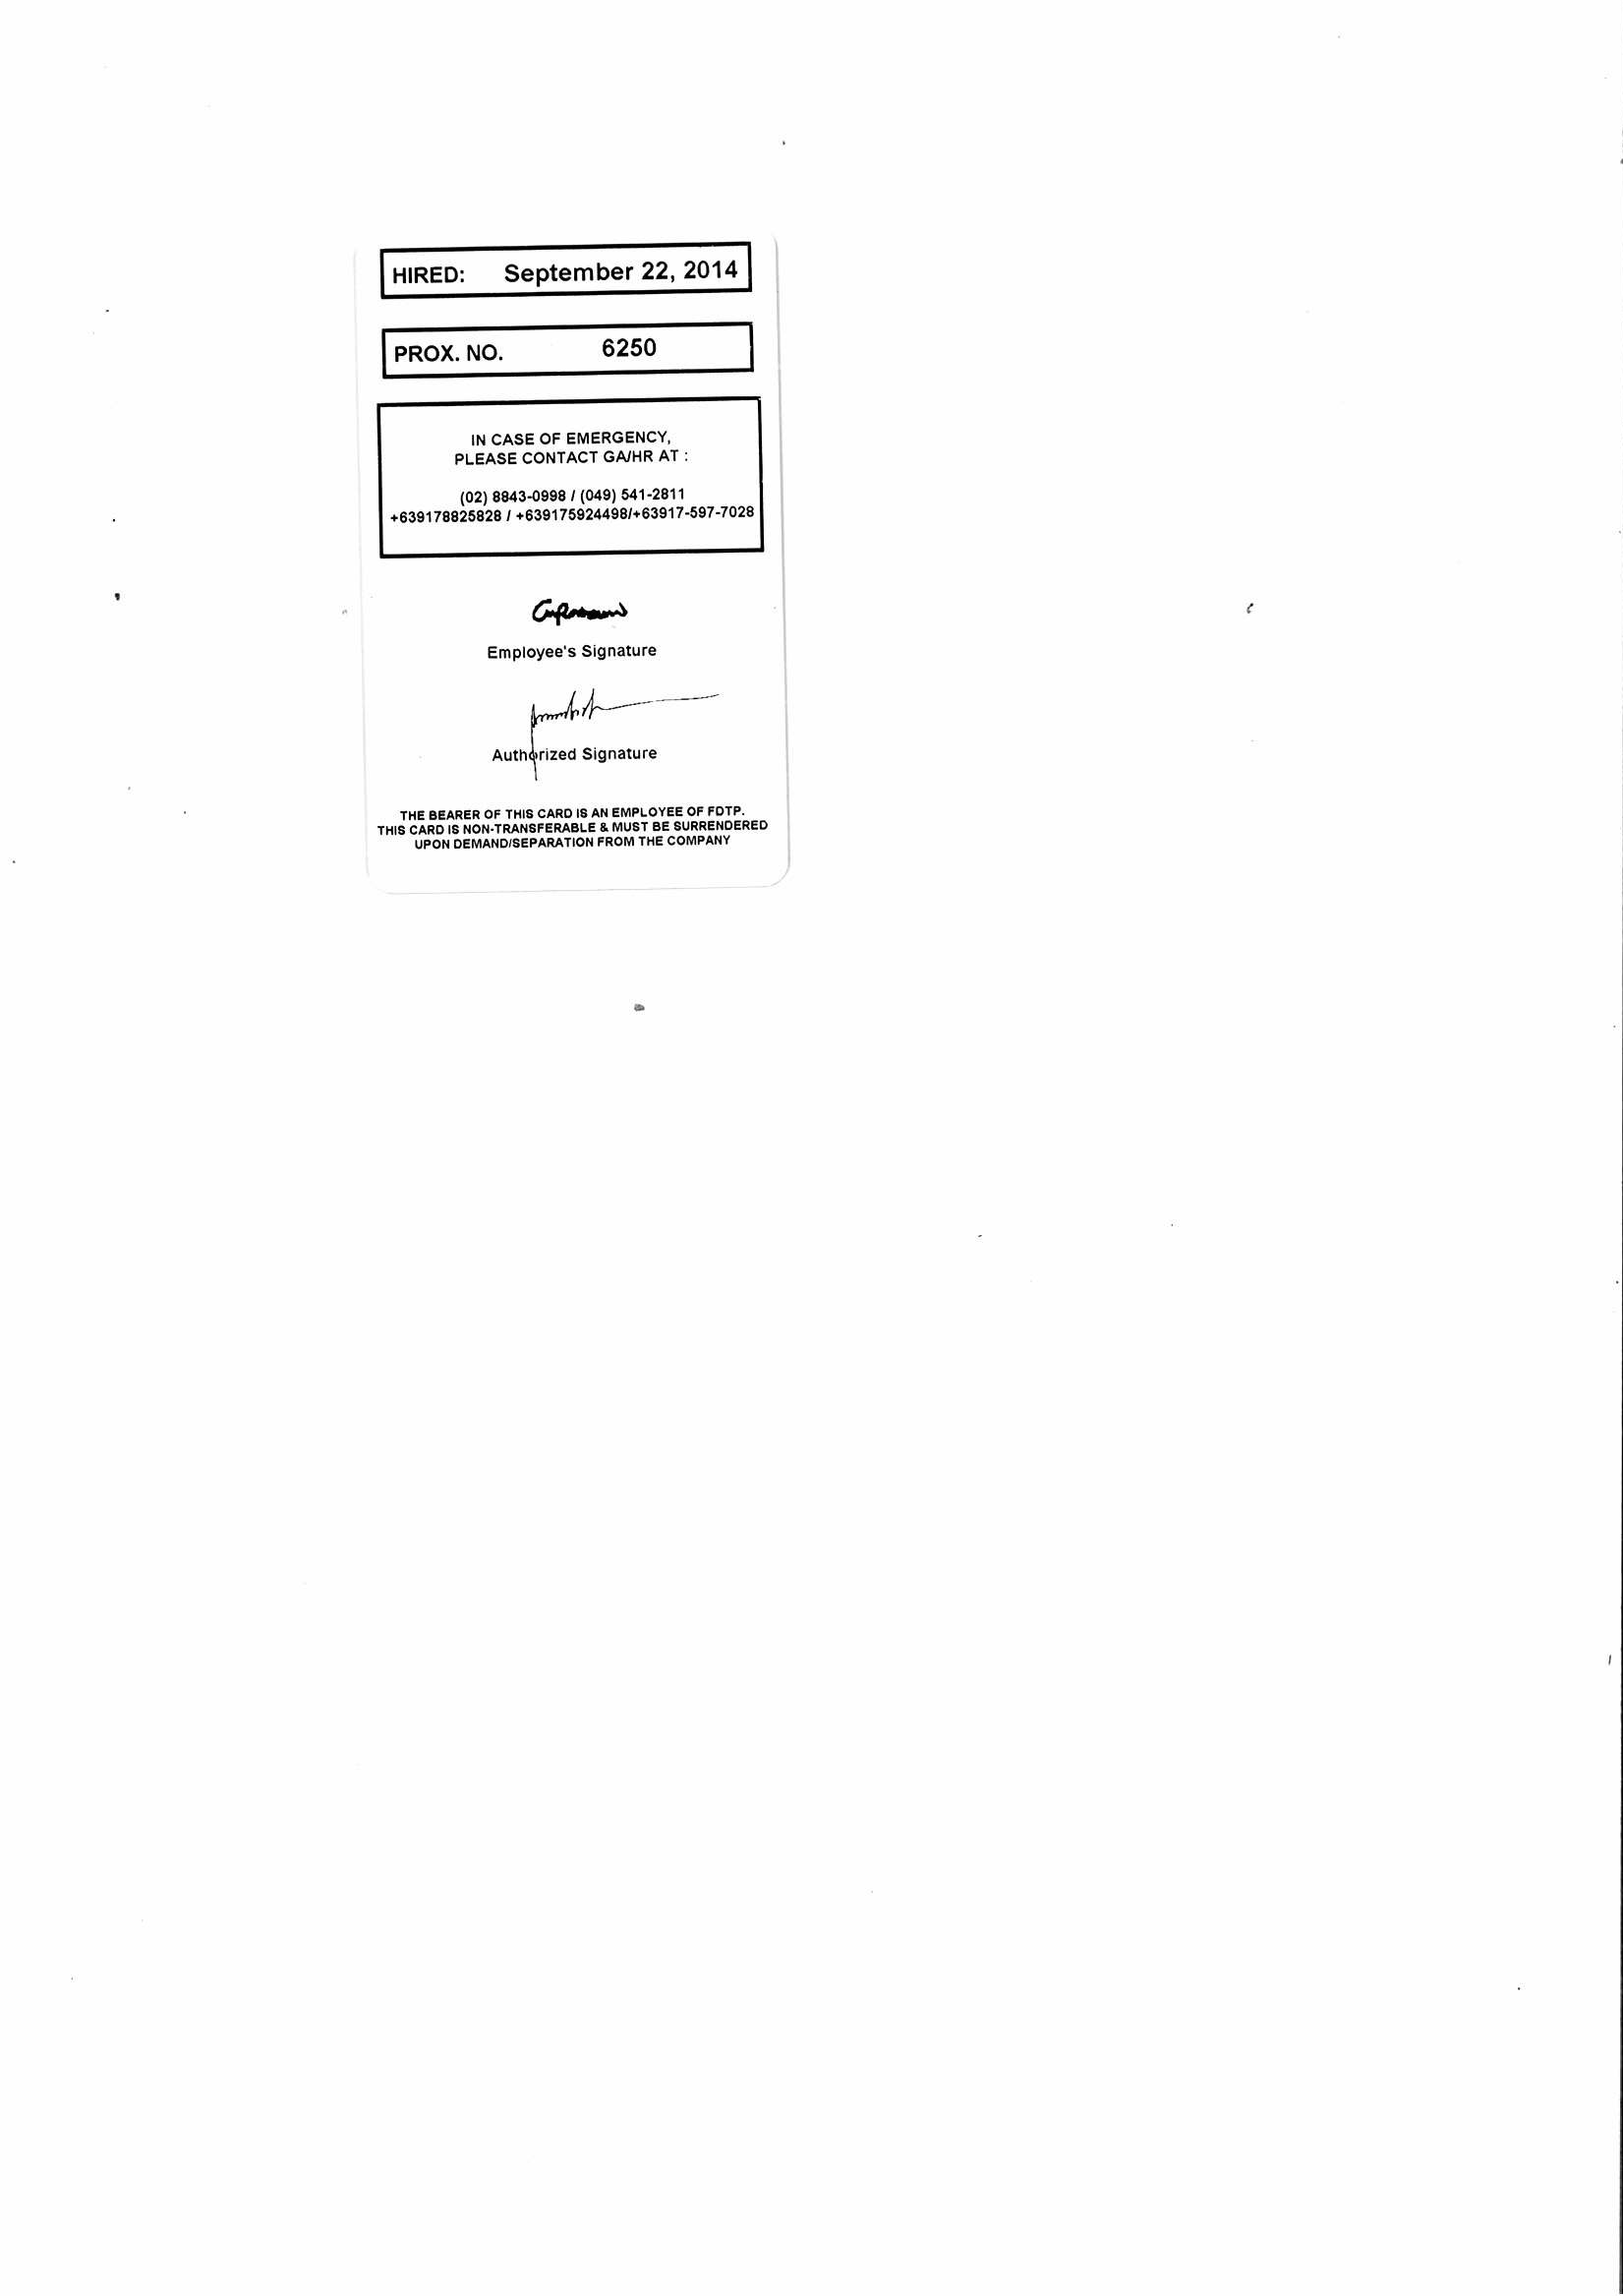 HIRED: September 22, 2014
PROX. NO. 6250
IN CASE OF EMERGENCY,
PLEASE CONTACT GA/HR AT :
(02) 8843-0998 / (049) 541-2811
+639178825828 / +639175924498/+63917-597-7028
Employee's Signature
Authorized Signature
THE BEARER OF THIS CARD IS AN EMPLOYEE OF FDTP.
THIS CARD IS NON-TRANSFERABLE & MUST BE SURRENDERED
UPON DEMAND/SEPARATION FROM THE COMPANY